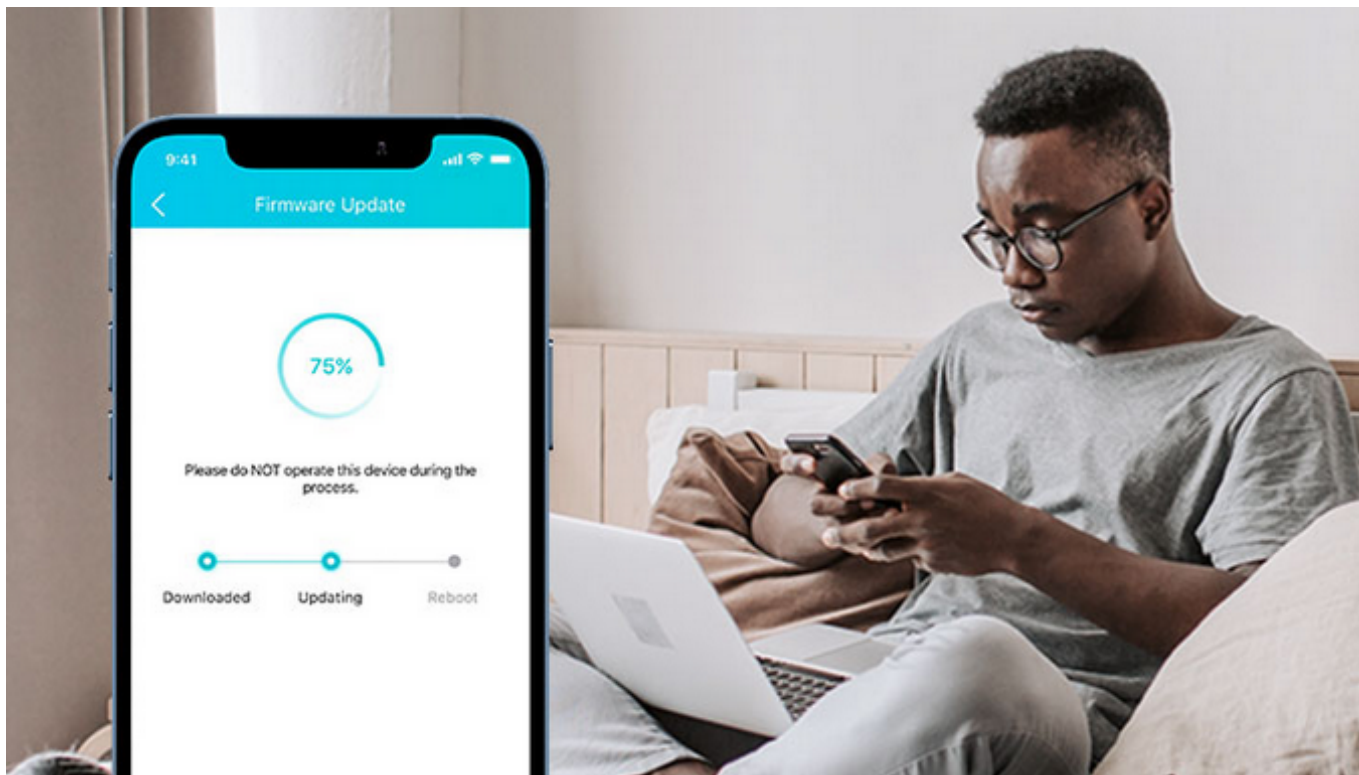 9:41
Firmware Update
75%
Please do NOT operate this device during the
process.
Downloaded Updating Reboot